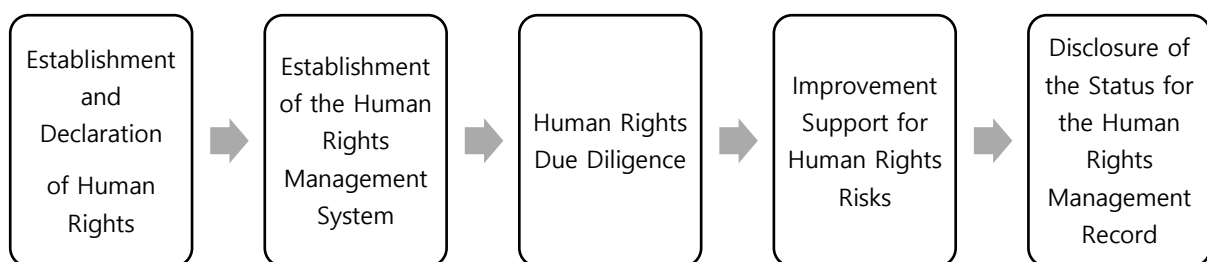 Establishment
and
Declaration
of Human
Rights
Establishment
of the Human
Rights
Management
System
Human Rights
Due Diligence
Improvement
Support for
Human Rights
Risks
Disclosure of
the Status for
the Human
Rights
Management
Record